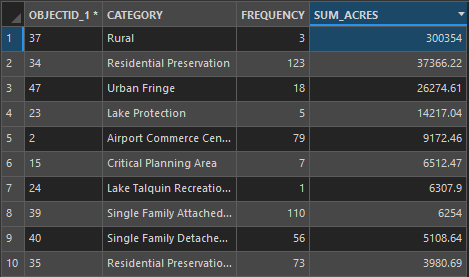 OBJECTID_1 * CATEGORY FREQUENCY SUM_ACRES
1 37 Rural 3 300354
2 34 Residential Preservation 123 37366.22
3 47 Urban Fringe 18 26274.61
4 23 Lake Protection 5 14217.04
5 2 Airport Commerce Cen... 79 9172.46
6 15 Critical Planning Area 7 6512.47
7 24 Lake Talquin Recreatio... 1 6307.9
8 39 Single Family Attached... 110 6254
9 40 Single Family Detache... 56 5108.64
10 35 Residential Preservatio... 73 3980.69